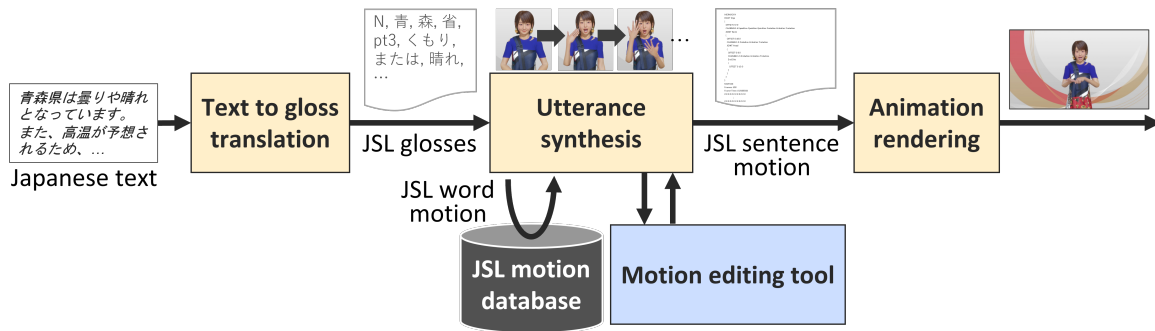 青森県は曇りや晴れ
となっています。
また、高温が予想さ
れるため、…
Japanese text
Text to gloss
translation
N, 青, 森, 省,
pt3, くもり,
または, 晴れ,
…
JSL glosses
…
Utterance
synthesis
JSL word
motion
JSL motion
database
Motion editing tool
JSL sentence
motion
Animation
rendering